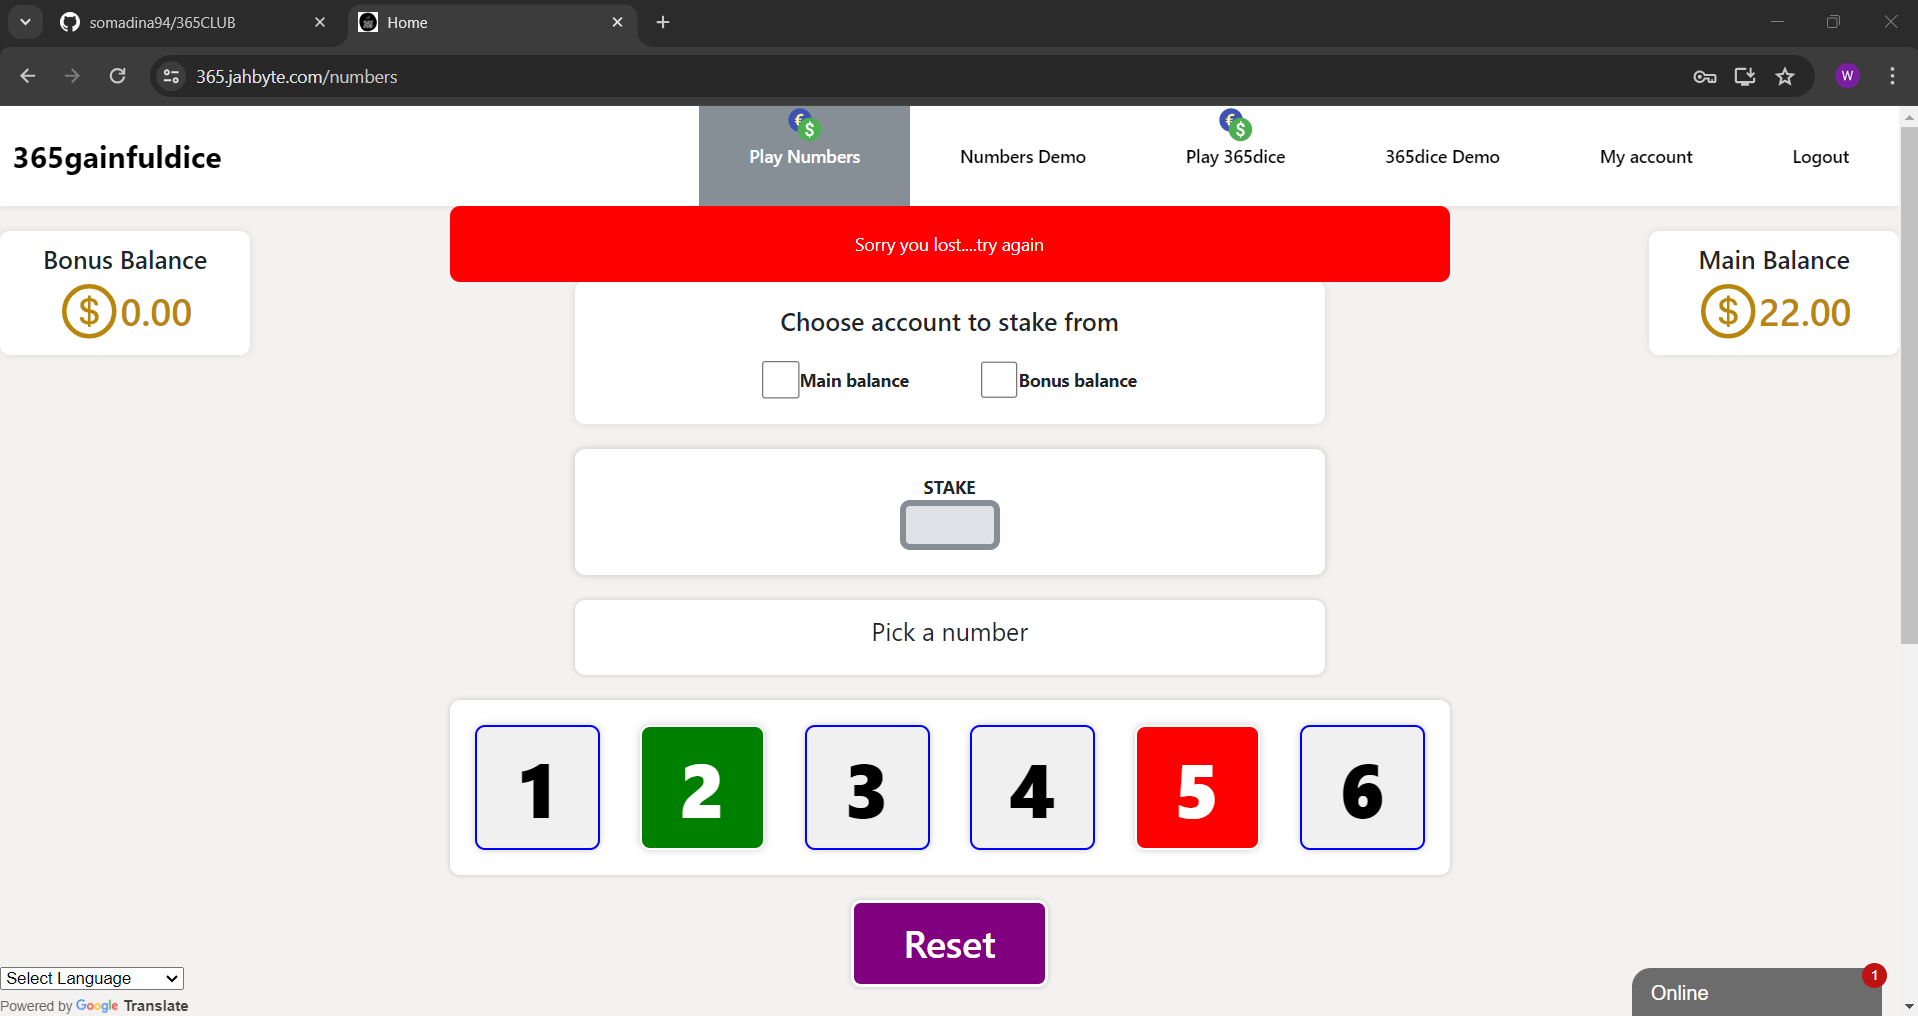 somadina94/365CLUB
Home
365.jahbyte.com/numbers
W
365gainfuldice
€ $
Play Numbers
Numbers Demo
€ $
Play 365dice
365dice Demo
My account
Logout
Sorry you lost....try again
Bonus Balance
$ 0.00
Main Balance
$ 22.00
Choose account to stake from
Main balance
Bonus balance
STAKE
Pick a number
1 2 3 4 5 6
Reset
Select Language
Powered by Google Translate
Online
1